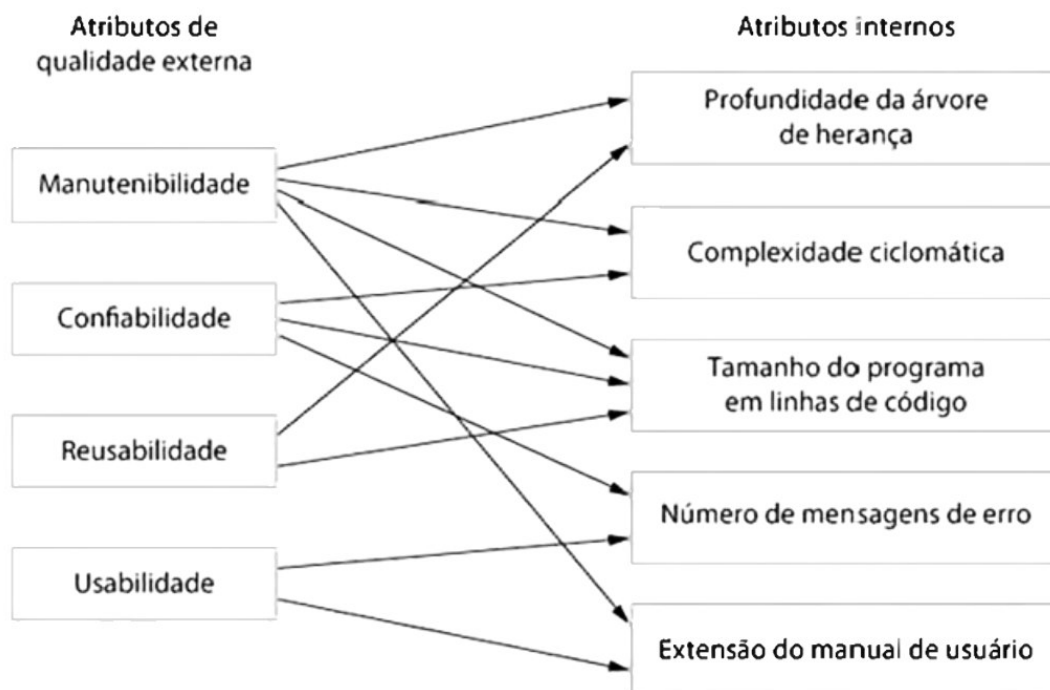 Atributos de
qualidade externa
Manutenibilidade
Confiabilidade
Reusabilidade
Usabilidade
Atributos internos
Profundidade da árvore
de herança
Complexidade ciclomática
Tamanho do programa
em linhas de código
Número de mensagens de erro
Extensão do manual de usuário